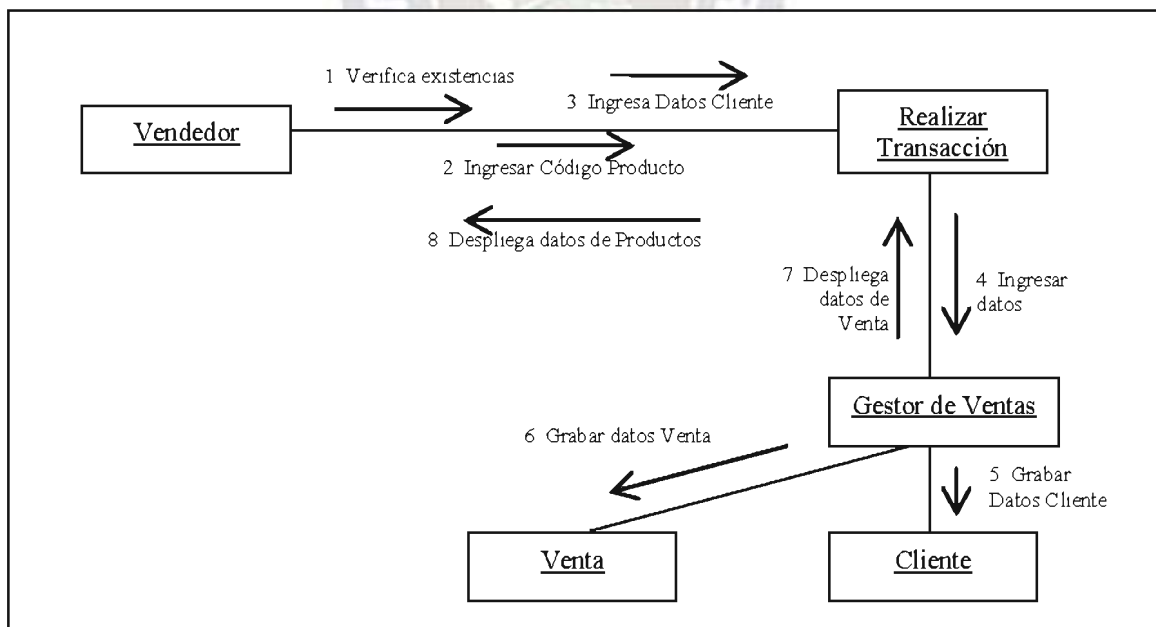 1 Verifica existencias
3 Ingresa Datos Cliente
Vendedor
Realizar
Transacción
2 Ingresar Código Producto
8 Despliega datos de Productos
7 Despliega
datos de
Venta
4 Ingresar
datos
Gestor de Ventas
6 Grabar datos Venta
5 Grabar
Datos Cliente
Venta
Cliente